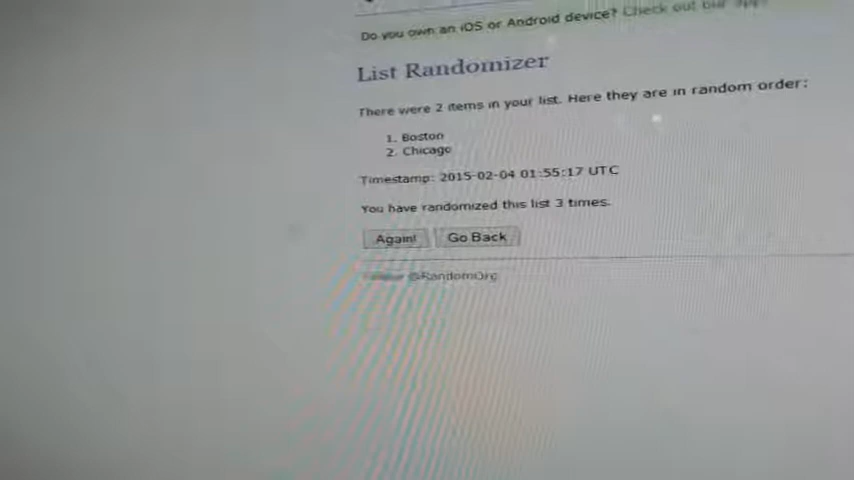 Do you own an iOS or Android device? Check out our app!
List Randomizer
There were 2 items in your list. Here they are in random order:
1. Boston
2. Chicago
Timestamp: 2015-02-04 01:55:17 UTC
You have randomized this list 3 times.
Again! Go Back
Follow @RandomOrg